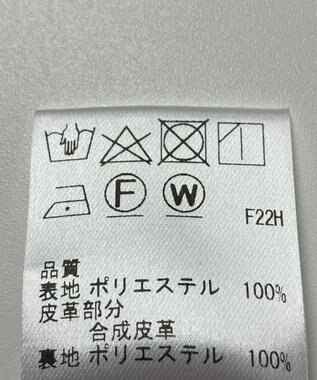 F W
F22H
品質
表地 ポリエステル 100%
皮革部分
合成皮革
裏地 ポリエステル 100%